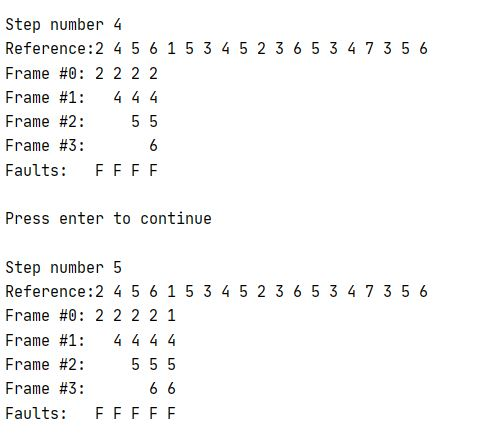 Step number 4
Reference:2 4 5 6 1 5 3 4 5 2 3 6 5 3 4 7 3 5 6
Frame #0: 2 2 2 2
Frame #1:   4 4 4
Frame #2:     5 5
Frame #3:       6
Faults:   F F F F

Press enter to continue

Step number 5
Reference:2 4 5 6 1 5 3 4 5 2 3 6 5 3 4 7 3 5 6
Frame #0: 2 2 2 2 1
Frame #1:   4 4 4 4
Frame #2:     5 5 5
Frame #3:       6 6
Faults:   F F F F F